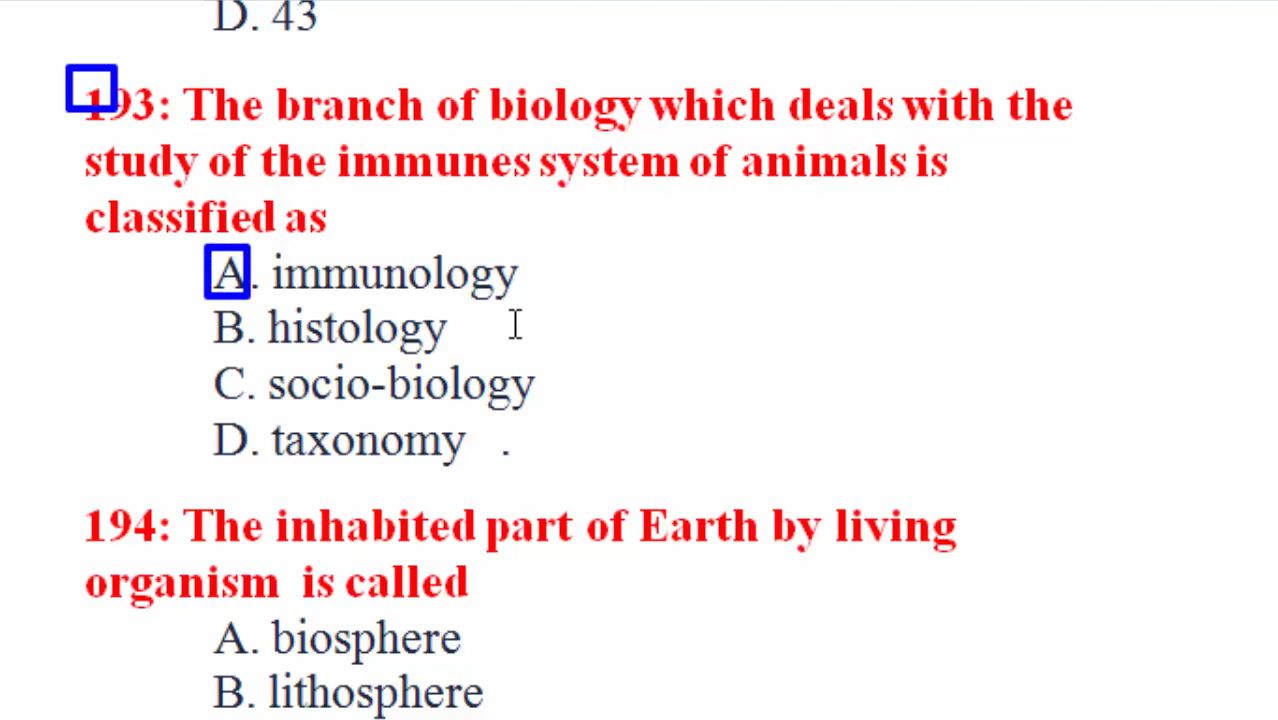 D. 43
193: The branch of biology which deals with the
study of the immunes system of animals is
classified as
A. immunology
B. histology
C. socio-biology
D. taxonomy .
194: The inhabited part of Earth by living
organism is called
A. biosphere
B. lithosphere